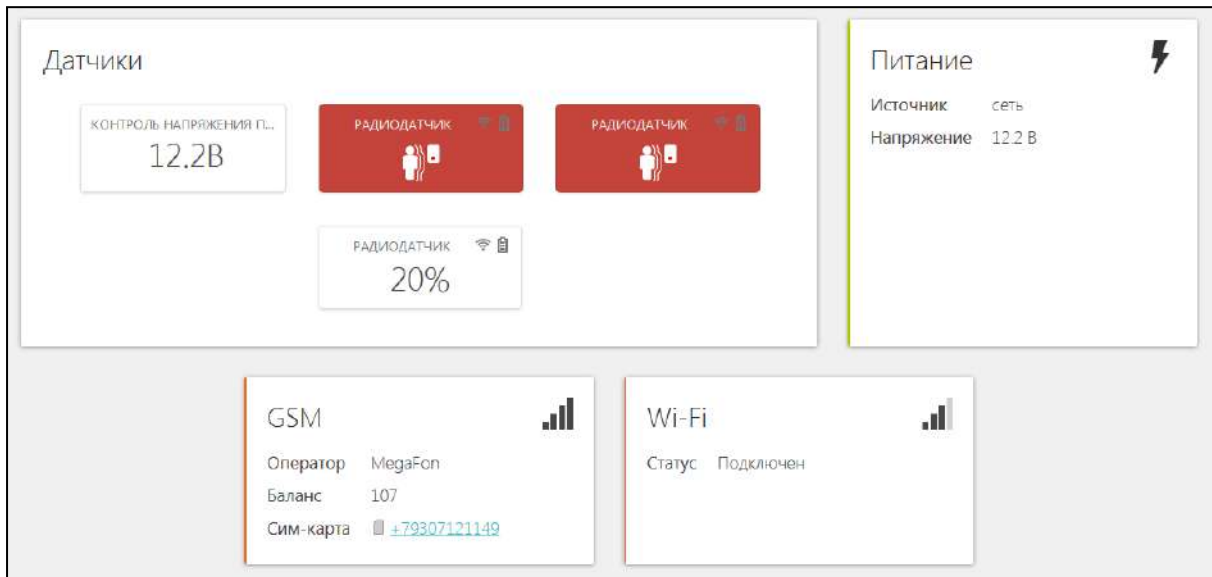 Датчики
КОНТРОЛЬ НАПРЯЖЕНИЯ П...
12.2В
РАДИОДАТЧИК
РАДИОДАТЧИК
РАДИОДАТЧИК
20%
Питание
Источник сеть
Напряжение 12.2 В
GSM
Оператор MegaFon
Баланс 107
Сим-карта +79307121149
Wi-Fi
Статус Подключен